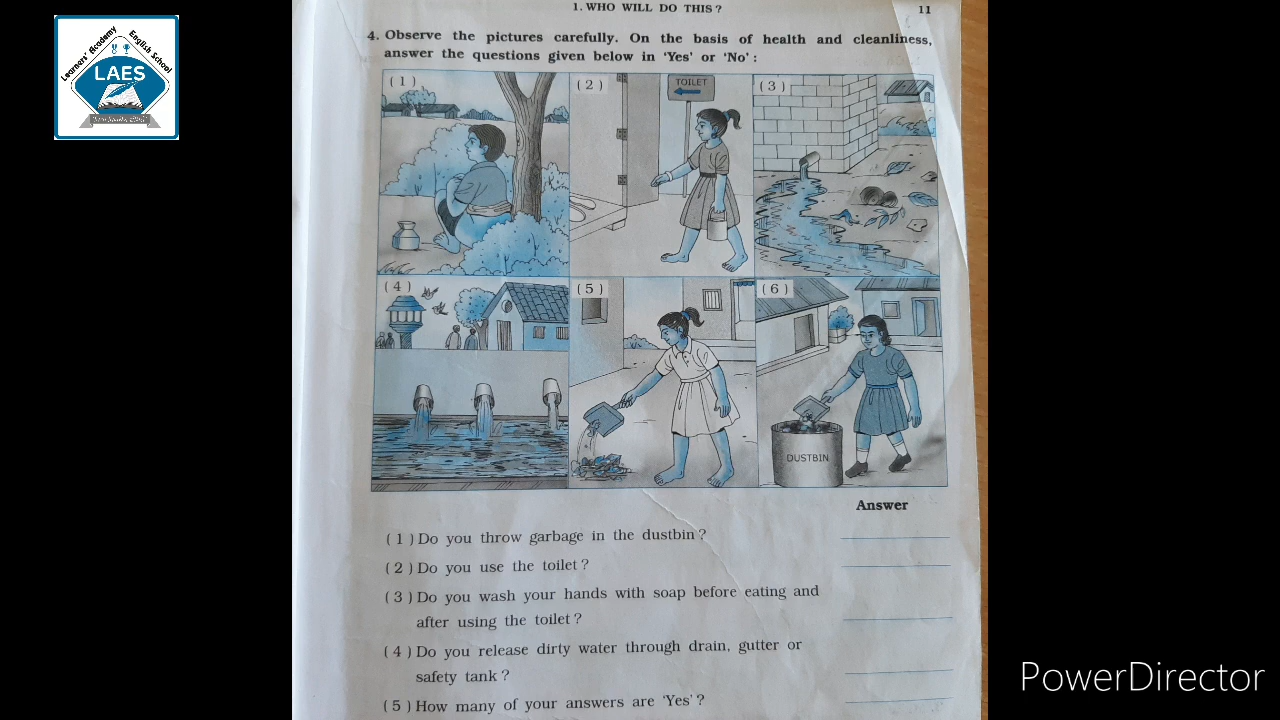 1. WHO WILL DO THIS ?
11
4. Observe the pictures carefully. On the basis of health and cleanliness,
answer the questions given below in 'Yes' or 'No' :
( 1 )
( 2 )
TOILET
( 3 )
( 4 )
( 5 )
( 6 )
DUSTBIN
Answer
( 1 ) Do you throw garbage in the dustbin ?
( 2 ) Do you use the toilet ?
( 3 ) Do you wash your hands with soap before eating and
after using the toilet ?
( 4 ) Do you release dirty water through drain, gutter or
safety tank ?
( 5 ) How many of your answers are 'Yes' ?
Learners' Academy English School
LAES
PowerDirector